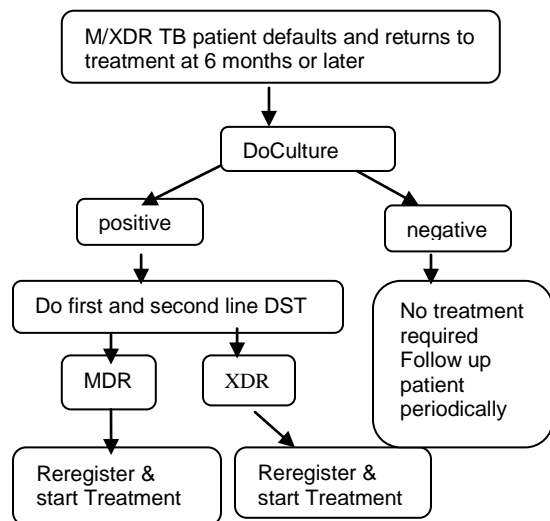 M/XDR TB patient defaults and returns to
treatment at 6 months or later
DoCulture
positive
negative
Do first and second line DST
No treatment
required
Follow up
patient
periodically
MDR
XDR
Reregister &
start Treatment
Reregister &
start Treatment